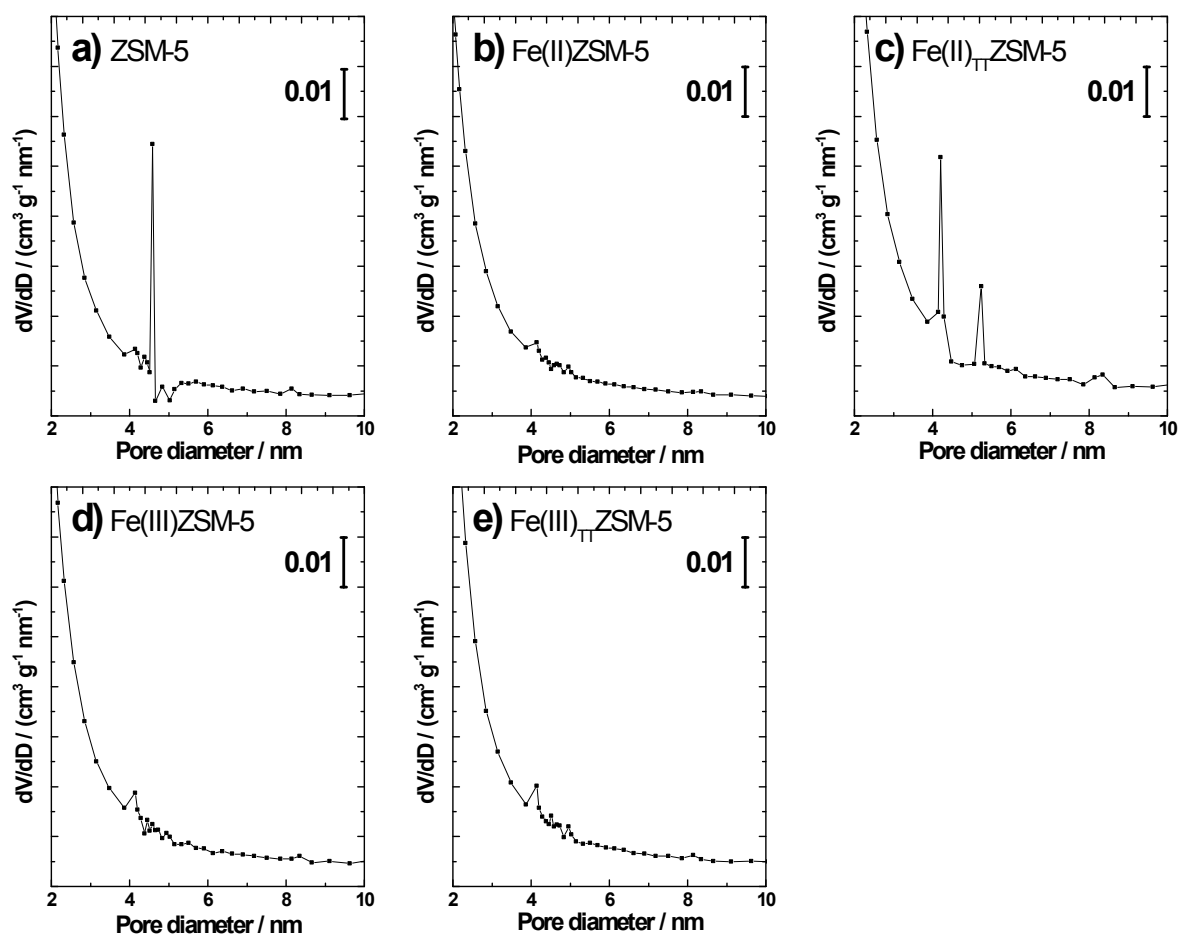 a) ZSM-5
0.01
dV/dD / (cm³ g⁻¹ nm⁻¹)
2 4 6 8 10
Pore diameter / nm
b) Fe(II)ZSM-5
0.01
dV/dD / (cm³ g⁻¹ nm⁻¹)
2 4 6 8 10
Pore diameter / nm
c) Fe(II)TTZSM-5
0.01
dV/dD / (cm³ g⁻¹ nm⁻¹)
2 4 6 8 10
Pore diameter / nm
d) Fe(III)ZSM-5
0.01
dV/dD / (cm³ g⁻¹ nm⁻¹)
2 4 6 8 10
Pore diameter / nm
e) Fe(III)TTZSM-5
0.01
dV/dD / (cm³ g⁻¹ nm⁻¹)
2 4 6 8 10
Pore diameter / nm